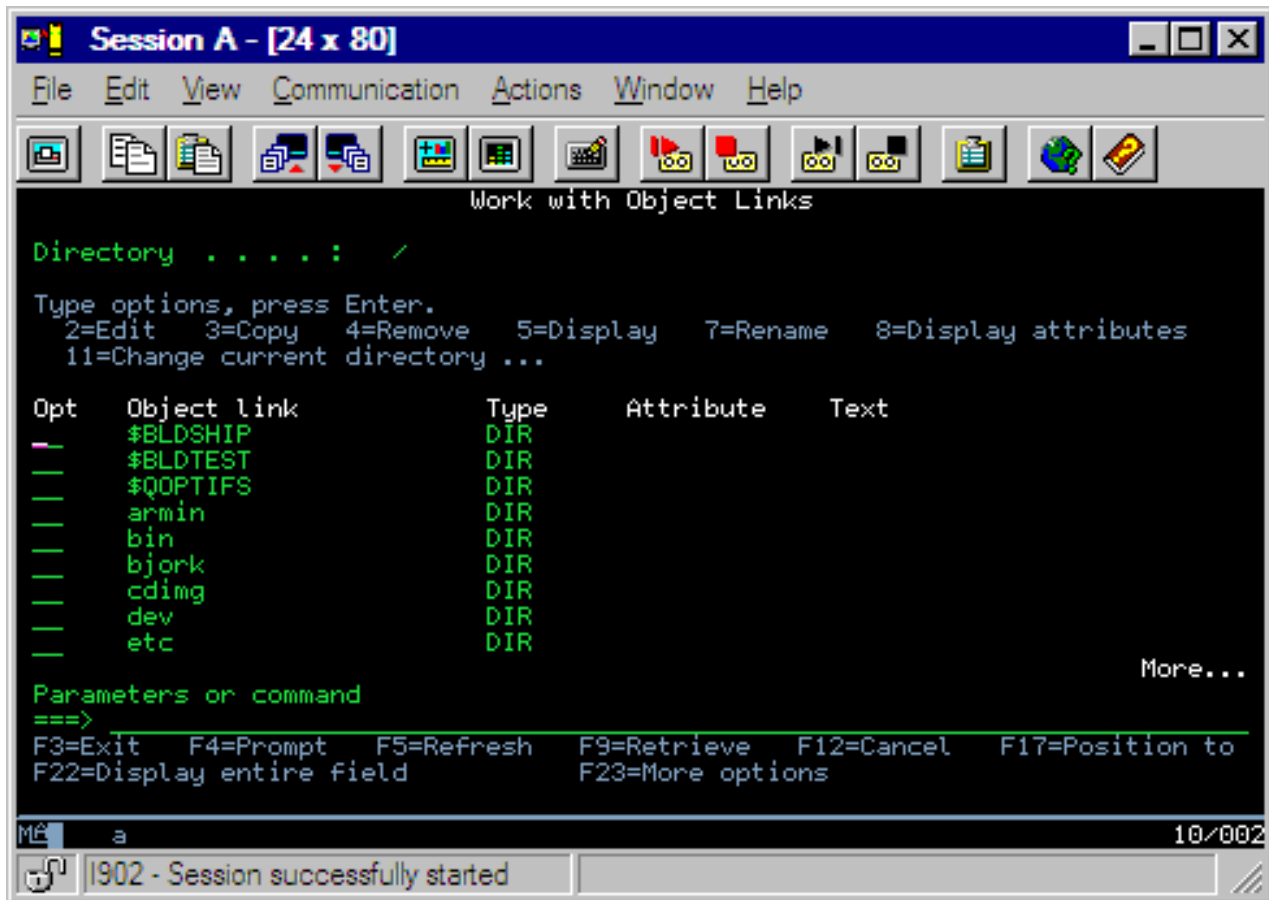 Session A - [24 x 80]
File Edit View Communication Actions Window Help
Work with Object Links
Directory . . . . : /
Type options, press Enter.
2=Edit 3=Copy 4=Remove 5=Display 7=Rename 8=Display attributes
11=Change current directory ...
Opt Object link Type Attribute Text
$BLDSHIP DIR
$BLDTEST DIR
$QOPTIFS DIR
armin DIR
bin DIR
bjork DIR
cdimg DIR
dev DIR
etc DIR
More...
Parameters or command
===>
F3=Exit F4=Prompt F5=Refresh F9=Retrieve F12=Cancel F17=Position to
F22=Display entire field F23=More options
a 10/002
I902 - Session successfully started